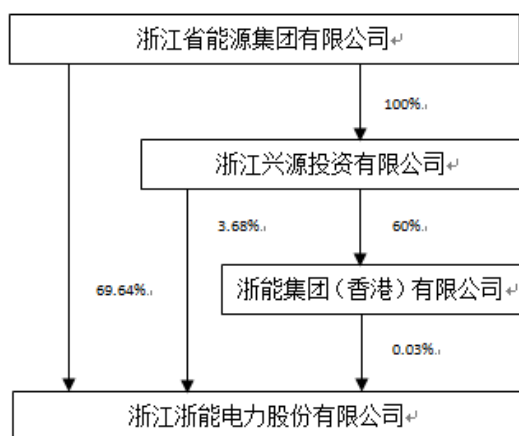 浙江省能源集团有限公司
100%
浙江兴源投资有限公司
3.68%
60%
69.64%
浙能集团（香港）有限公司
0.03%
浙江浙能电力股份有限公司